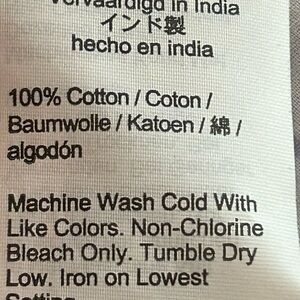 Vervaardigd in India
インド製
hecho en india
100% Cotton / Coton /
Baumwolle / Katoen / 綿 /
algodón
Machine Wash Cold With
Like Colors. Non-Chlorine
Bleach Only. Tumble Dry
Low. Iron on Lowest
Setting